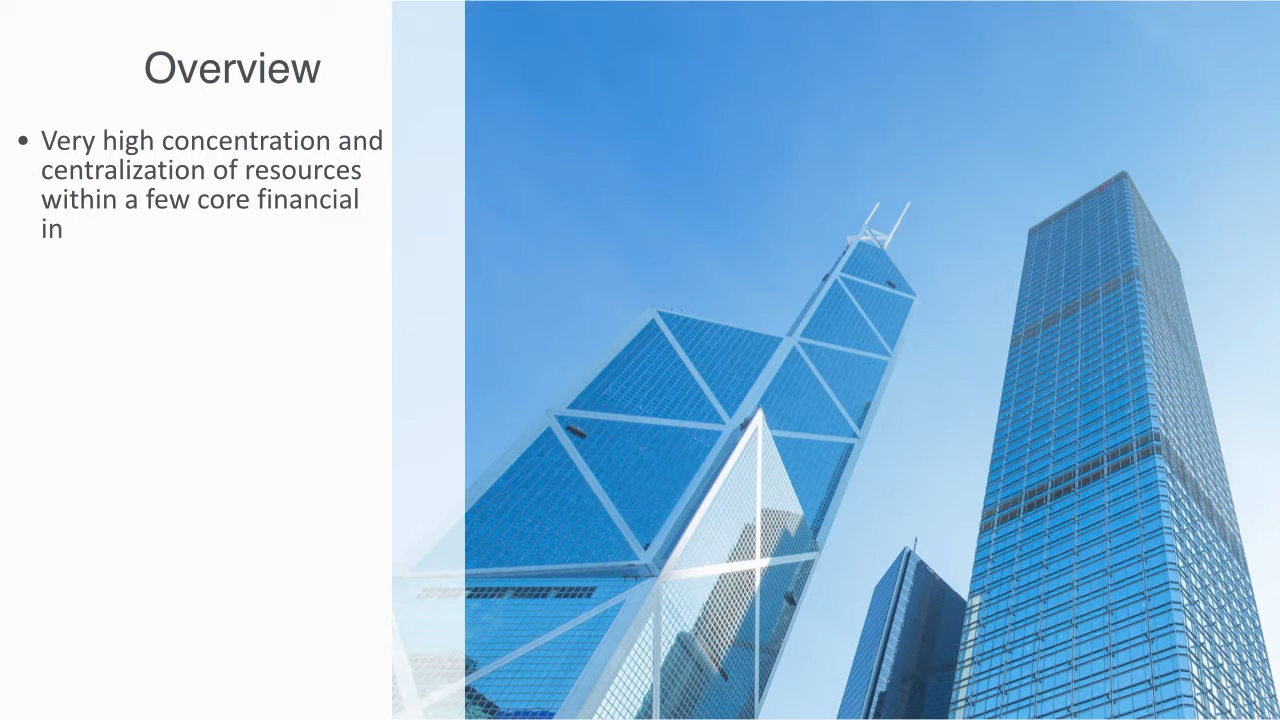 Overview
• Very high concentration and
centralization of resources
within a few core financial
in